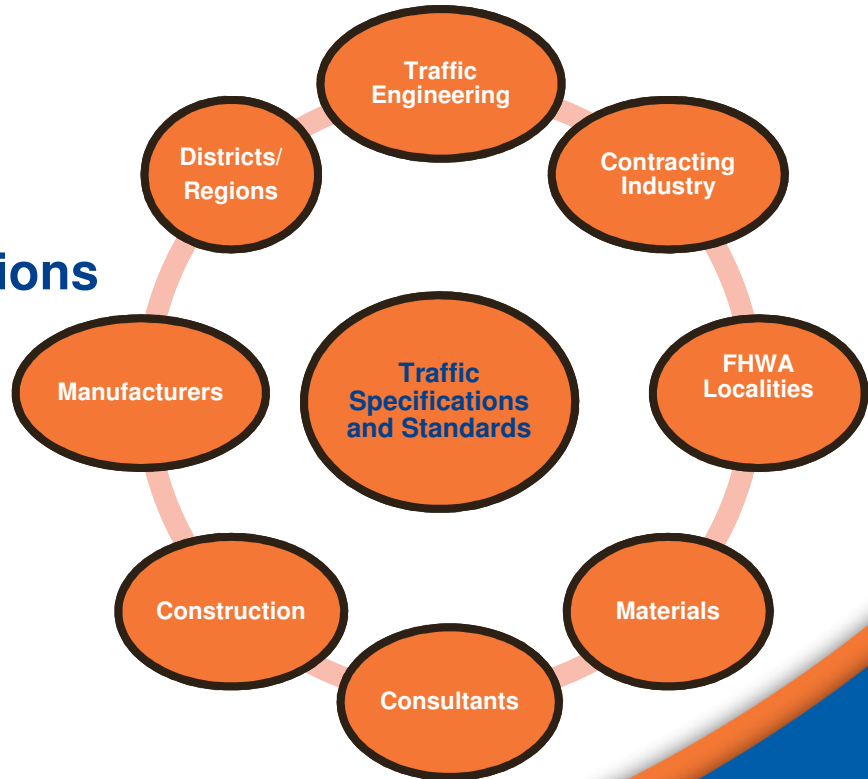 Traffic
Engineering
Districts/
Regions
Contracting
Industry
ions
Manufacturers
Traffic
Specifications
and Standards
FHWA
Localities
Construction
Materials
Consultants